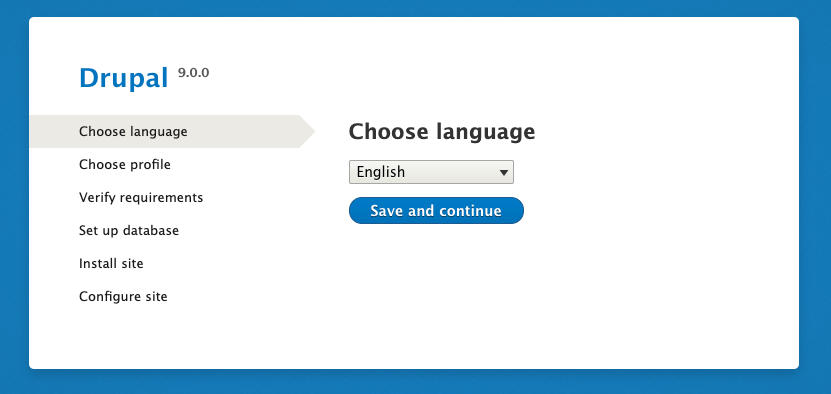 Drupal 9.0.0
Choose language
Choose profile
Verify requirements
Set up database
Install site
Configure site
Choose language
English
Save and continue